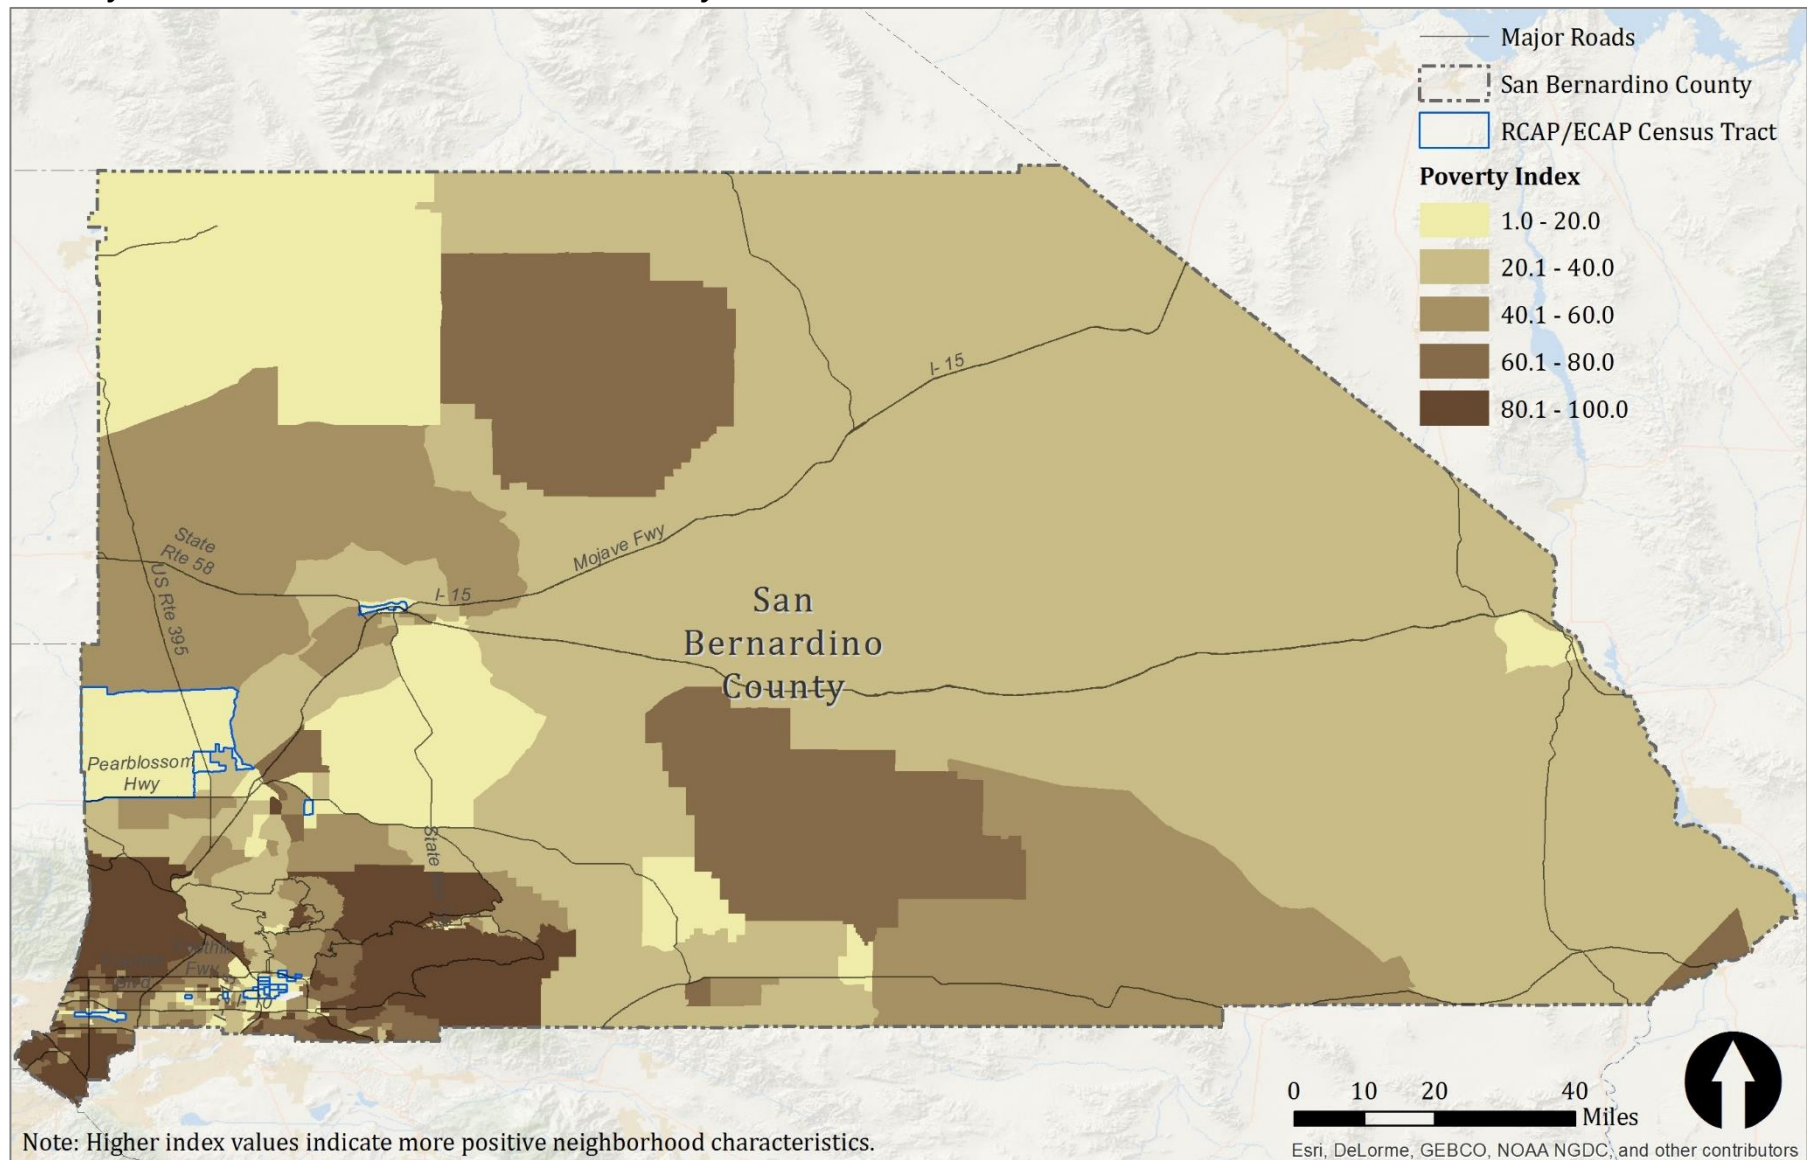 Major Roads
San Bernardino County
RCAP/ECAP Census Tract
Poverty Index
1.0 - 20.0
20.1 - 40.0
40.1 - 60.0
60.1 - 80.0
80.1 - 100.0
I- 15
State
Rte 58
Mojave Fwy
US Rte 395
I- 15
San
Bernardino
County
Pearblossom
Hwy
State
Fwy
0 10 20 40
Miles
Note: Higher index values indicate more positive neighborhood characteristics.
Esri, DeLorme, GEBCO, NOAA NGDC, and other contributors